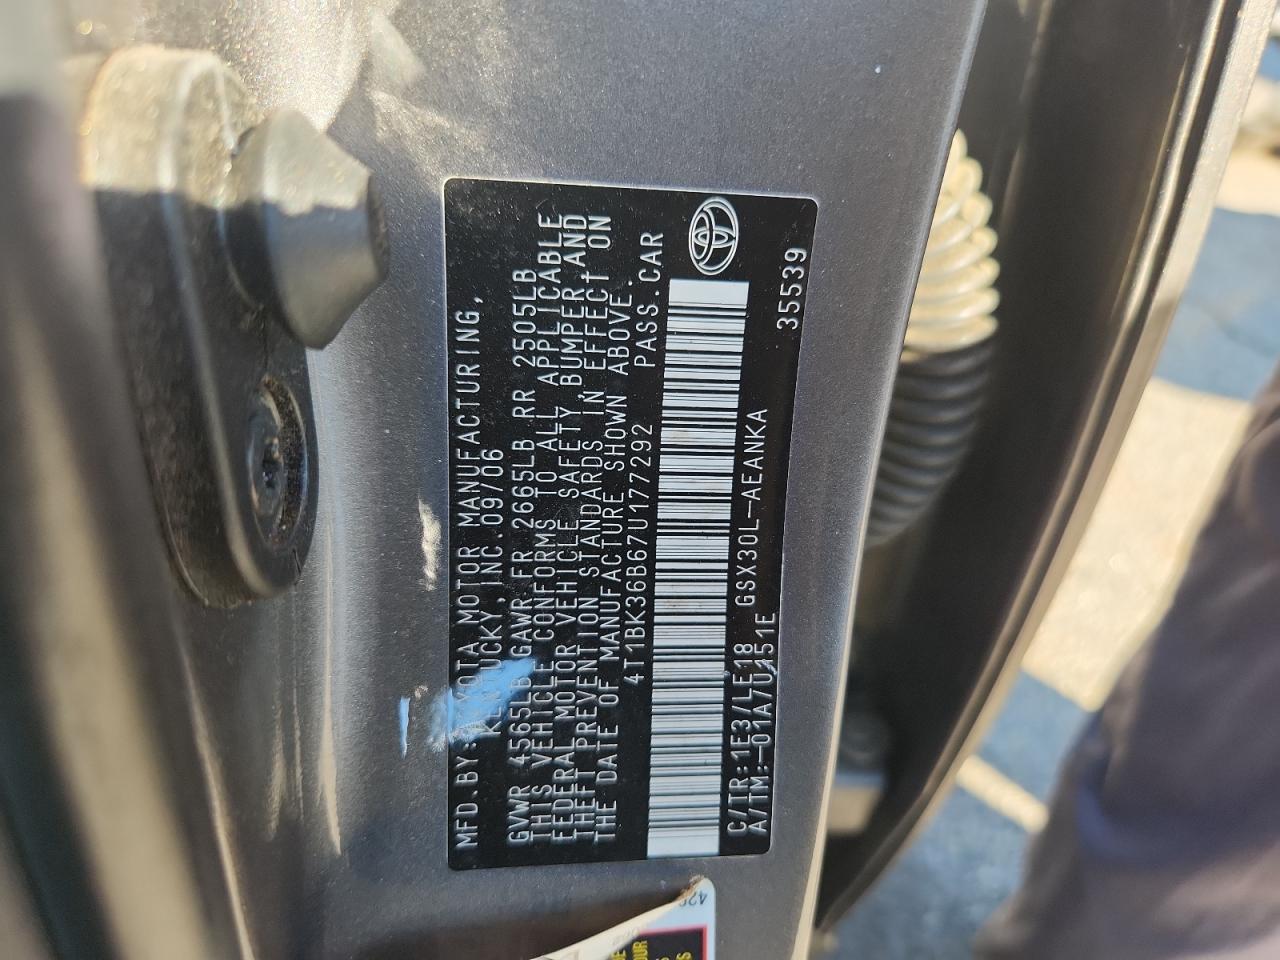 MFD.BY:TOYOTA MOTOR MANUFACTURING,
KENTUCKY, INC. 09/06
GVWR 4565LB GAWR FR 2665LB RR 2505LB
THIS VEHICLE CONFORMS TO ALL APPLICABLE
FEDERAL MOTOR VEHICLE SAFETY, BUMPER, AND
THEFT PREVENTION STANDARDS IN EFFECT ON
THE DATE OF MANUFACTURE SHOWN ABOVE.
4T1BK36B67U177292 PASS.CAR
C/TR:1E3/LE18 GSX30L-AEANKA
A/TM:-01A/U151E
35539